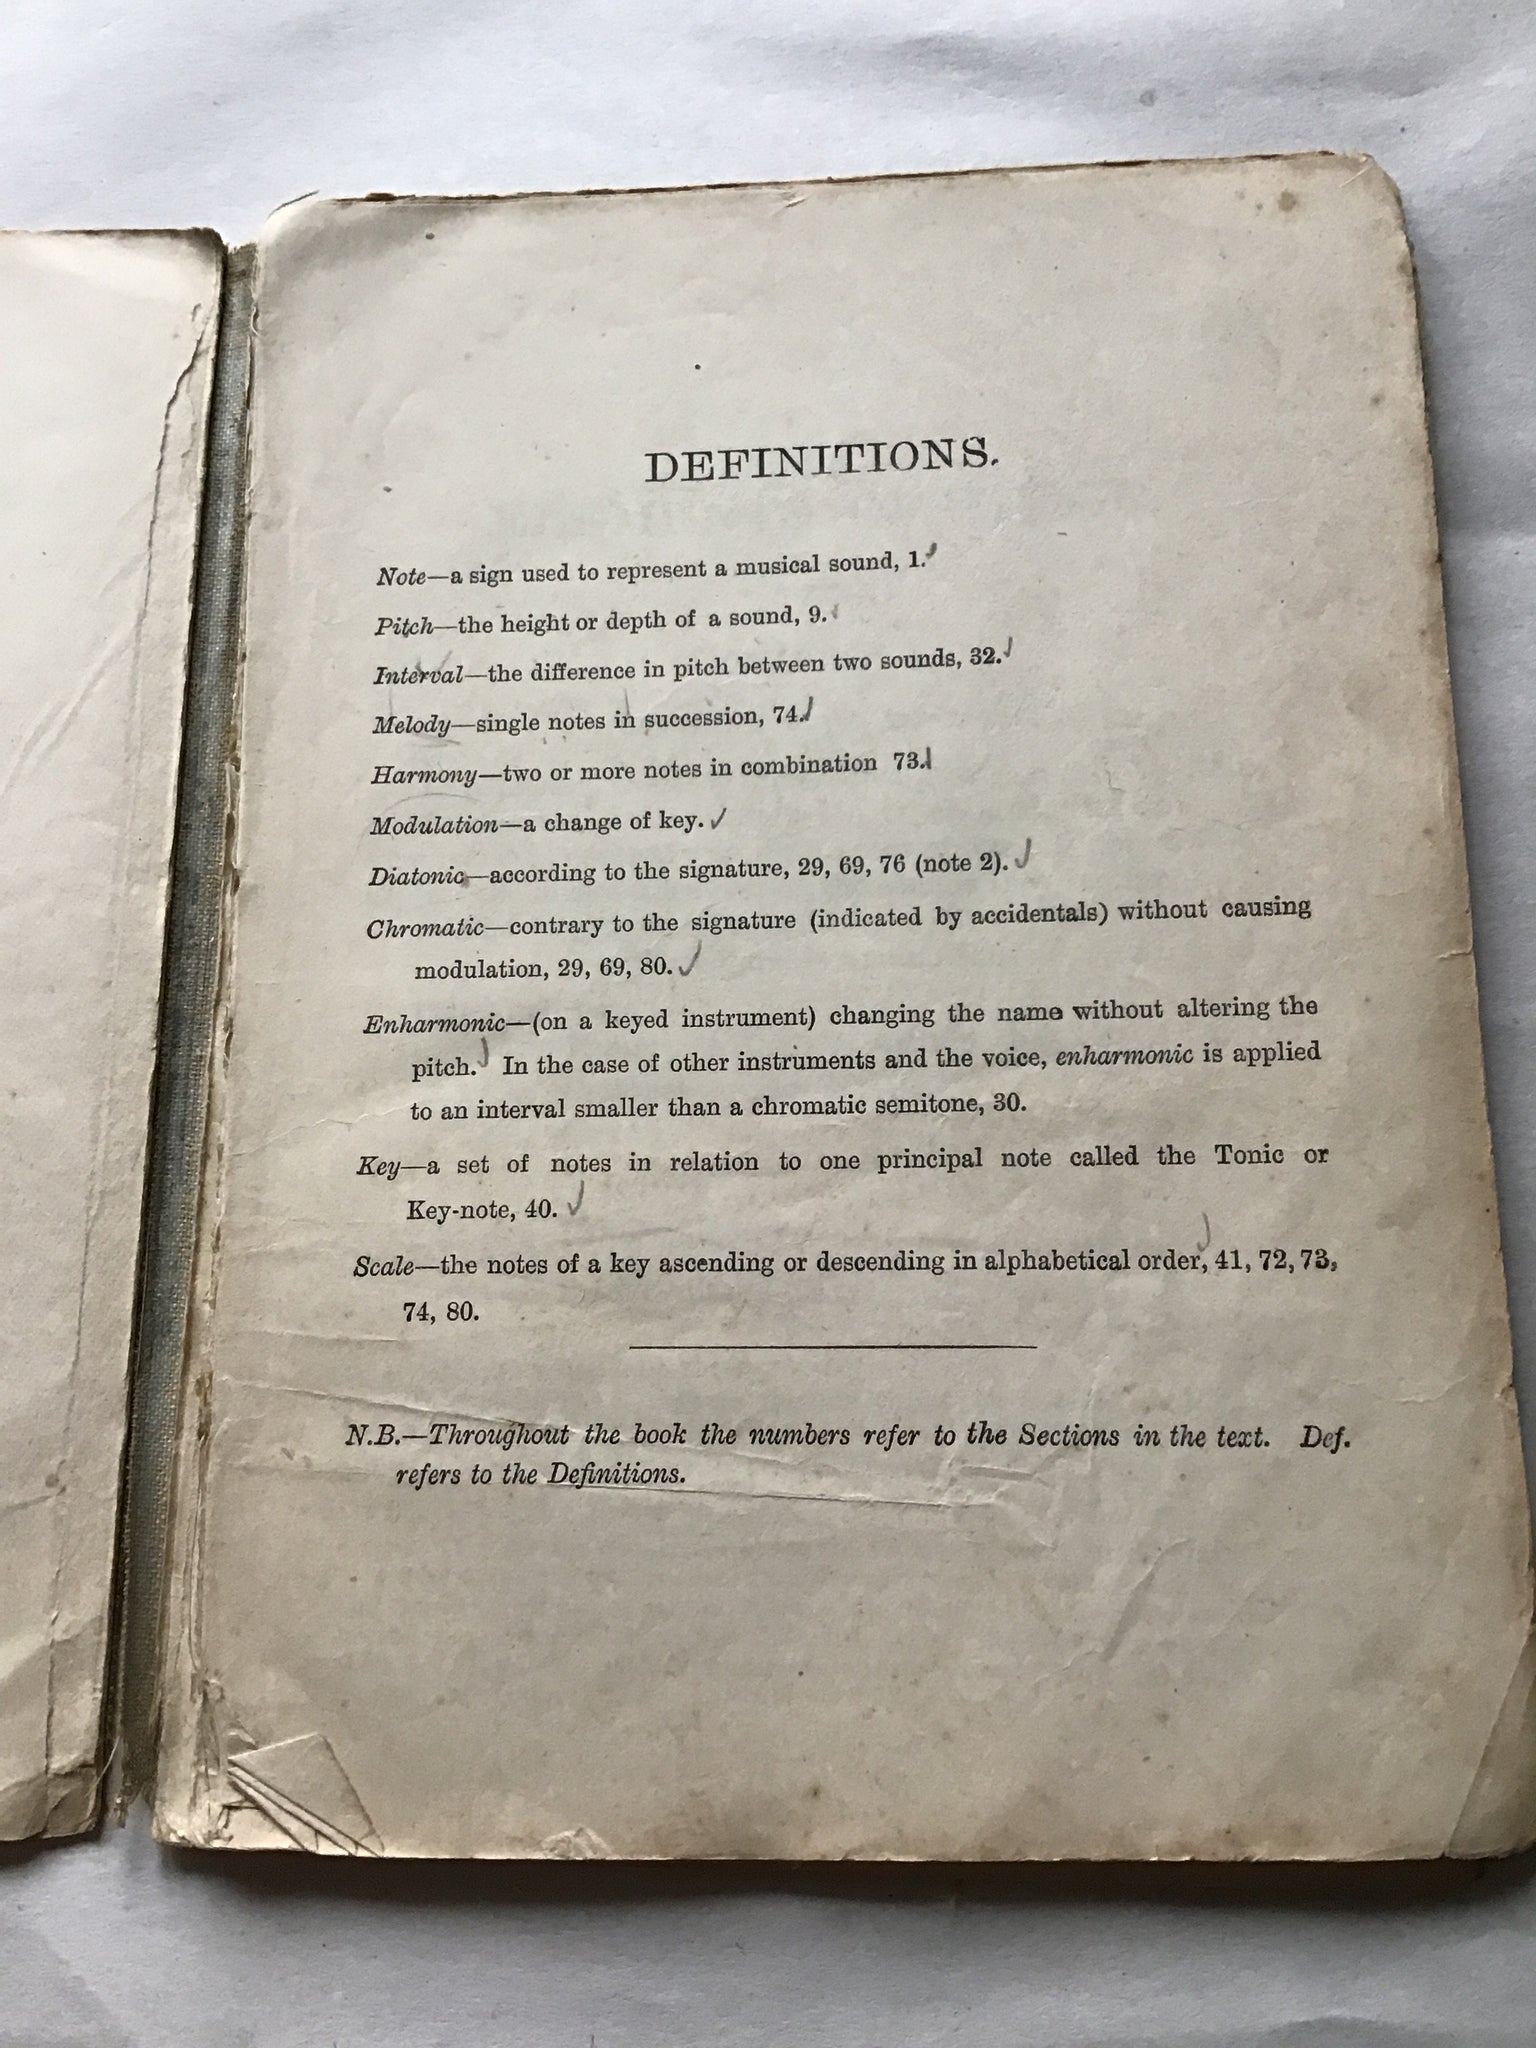 DEFINITIONS.
Note—a sign used to represent a musical sound, 1.
Pitch—the height or depth of a sound, 9.
Interval—the difference in pitch between two sounds, 32.
Melody—single notes in succession, 74.
Harmony—two or more notes in combination 73.
Modulation—a change of key.
Diatonic—according to the signature, 29, 69, 76 (note 2).
Chromatic—contrary to the signature (indicated by accidentals) without causing
modulation, 29, 69, 80.
Enharmonic—(on a keyed instrument) changing the name without altering the
pitch. In the case of other instruments and the voice, enharmonic is applied
to an interval smaller than a chromatic semitone, 30.
Key—a set of notes in relation to one principal note called the Tonic or
Key-note, 40.
Scale—the notes of a key ascending or descending in alphabetical order, 41, 72, 73,
74, 80.
N.B.—Throughout the book the numbers refer to the Sections in the text. Def.
refers to the Definitions.